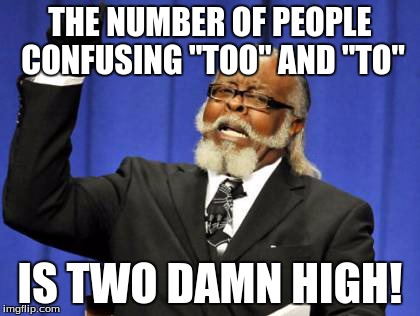 THE NUMBER OF PEOPLE
CONFUSING "TOO" AND "TO"
IS TWO DAMN HIGH!
imgflip.com